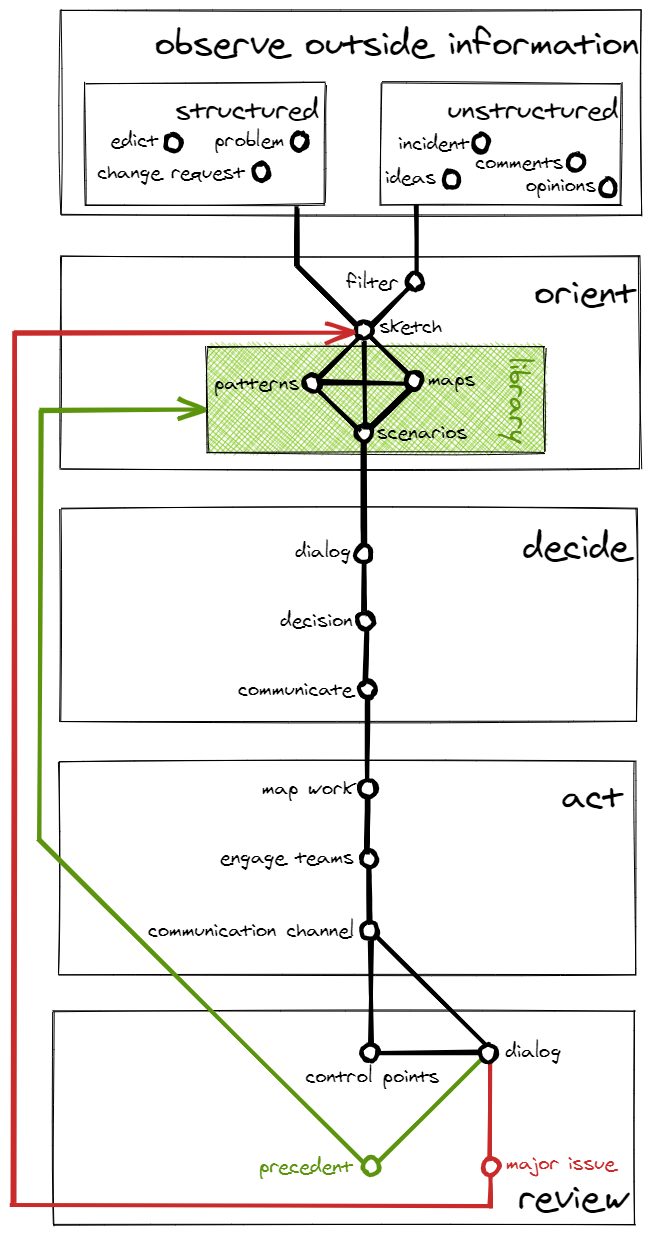 observe outside information
structured
unstructured
edict
problem
incident
change request
comments
ideas
opinions
filter
orient
sketch
library
patterns
maps
scenarios
decide
dialog
decision
communicate
act
map work
engage teams
communication channel
dialog
control points
precedent
major issue
review